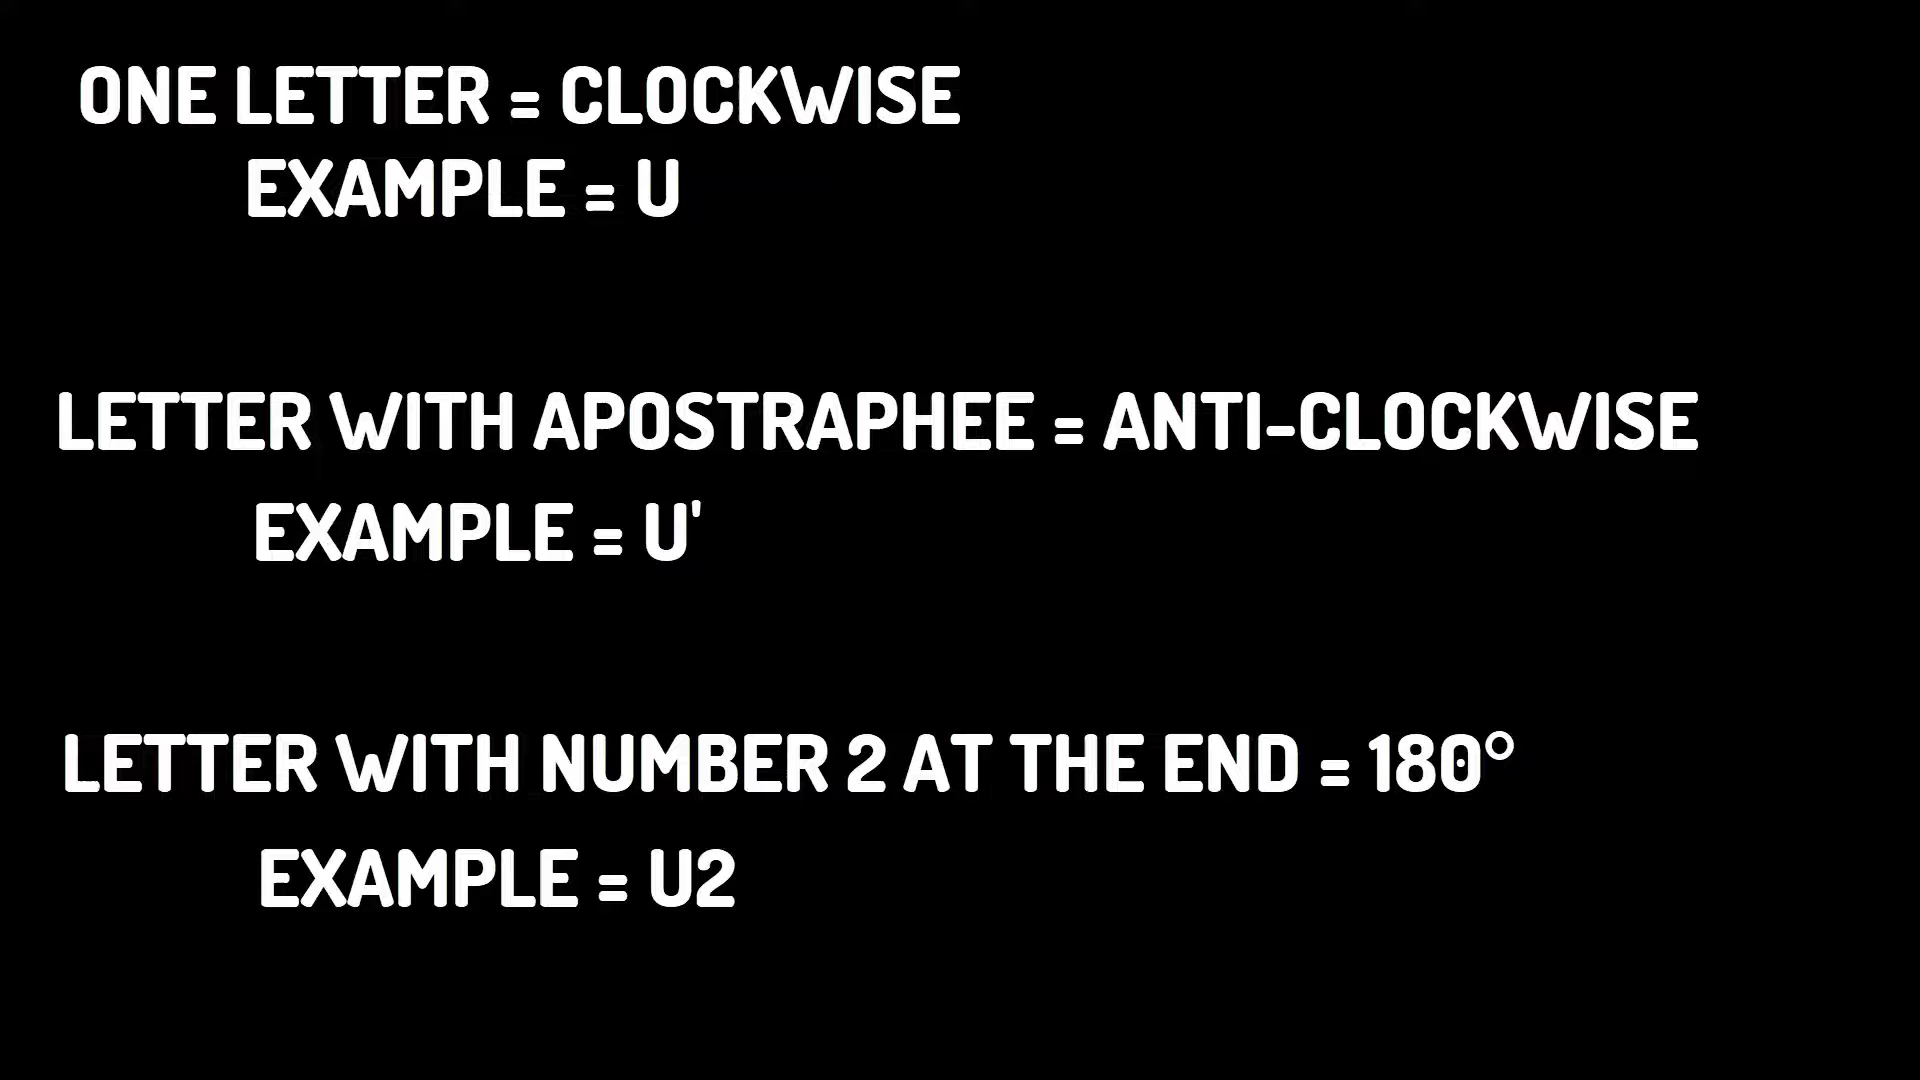 ONE LETTER = CLOCKWISE
EXAMPLE = U
LETTER WITH APOSTRAPHEE = ANTI-CLOCKWISE
EXAMPLE = U'
LETTER WITH NUMBER 2 AT THE END = 180°
EXAMPLE = U2